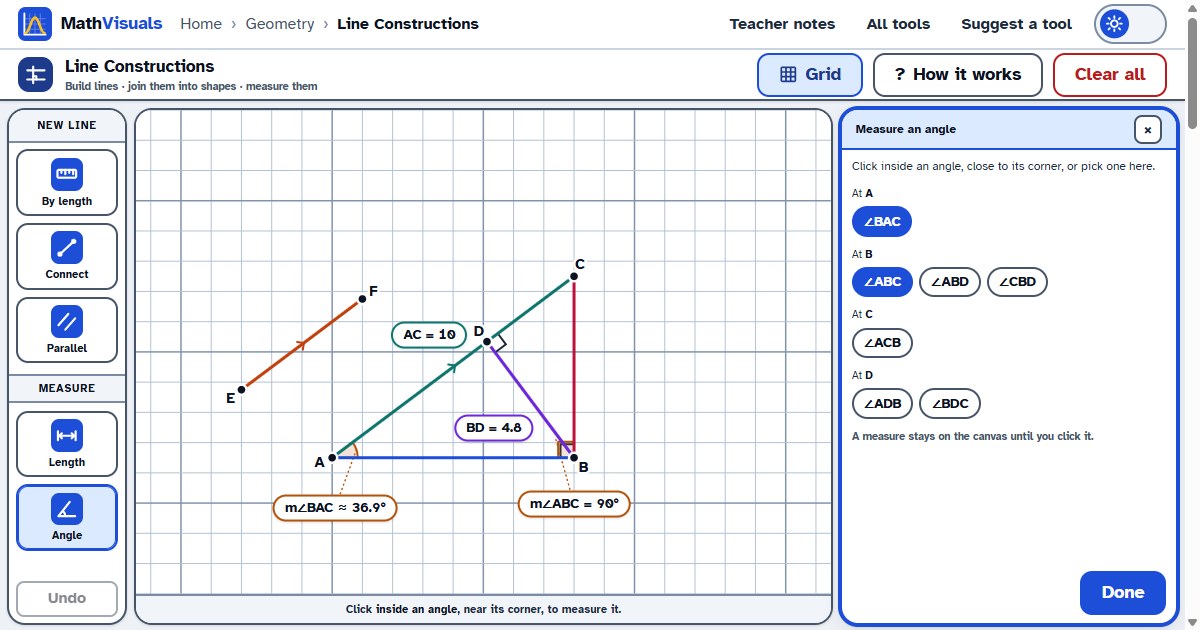 MathVisuals Home › Geometry › Line Constructions Teacher notes All tools Suggest a tool
Line Constructions
Build lines · join them into shapes · measure them
Grid ? How it works Clear all
NEW LINE
By length
Connect
Parallel
MEASURE
Length
Angle
Undo
C
F
AC = 10 D
E
BD = 4.8
A B
m∠BAC ≈ 36.9° m∠ABC = 90°
Click inside an angle, near its corner, to measure it.
Measure an angle ×
Click inside an angle, close to its corner, or pick one here.
At A
∠BAC
At B
∠ABC ∠ABD ∠CBD
At C
∠ACB
At D
∠ADB ∠BDC
A measure stays on the canvas until you click it.
Done